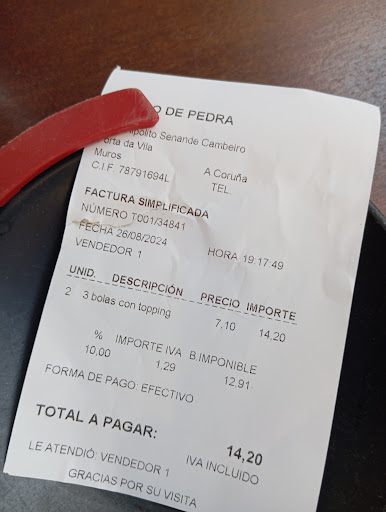 O DE PEDRA
pólito Senande Cambeiro
Porta da Vila
Muros A Coruña
C.I.F. 78791694L TEL
FACTURA SIMPLIFICADA
NÚMERO T001/34841
FECHA 26/08/2024 HORA 19:17:49
VENDEDOR 1
UNID. DESCRIPCIÓN PRECIO IMPORTE
2 3 bolas con topping 7,10 14,20
% IMPORTE IVA B.IMPONIBLE
10,00 1,29 12,91
FORMA DE PAGO: EFECTIVO
TOTAL A PAGAR: 14,20
IVA INCLUIDO
LE ATENDIÓ: VENDEDOR 1
GRACIAS POR SU VISITA